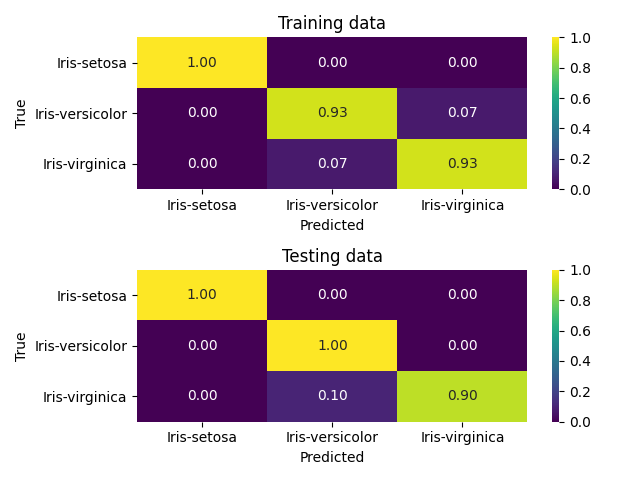 Training data
True
Iris-setosa 1.00 0.00 0.00
Iris-versicolor 0.00 0.93 0.07
Iris-virginica 0.00 0.07 0.93
Iris-setosa Iris-versicolor Iris-virginica
Predicted
1.0
0.8
0.6
0.4
0.2
0.0
Testing data
True
Iris-setosa 1.00 0.00 0.00
Iris-versicolor 0.00 1.00 0.00
Iris-virginica 0.00 0.10 0.90
Iris-setosa Iris-versicolor Iris-virginica
Predicted
1.0
0.8
0.6
0.4
0.2
0.0